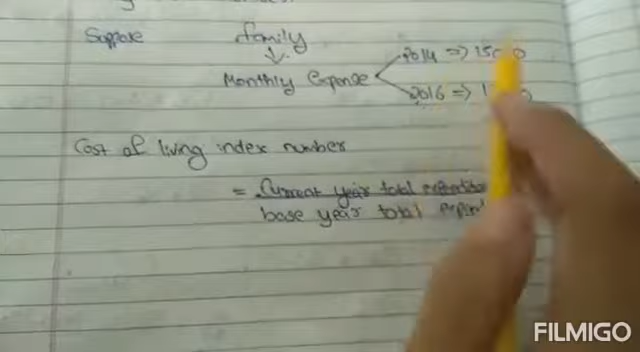 Suppose family
Monthly Expense
2014 ⇒
2016 ⇒
Cost of living index number
= Current year total
base year total
FILMIGO